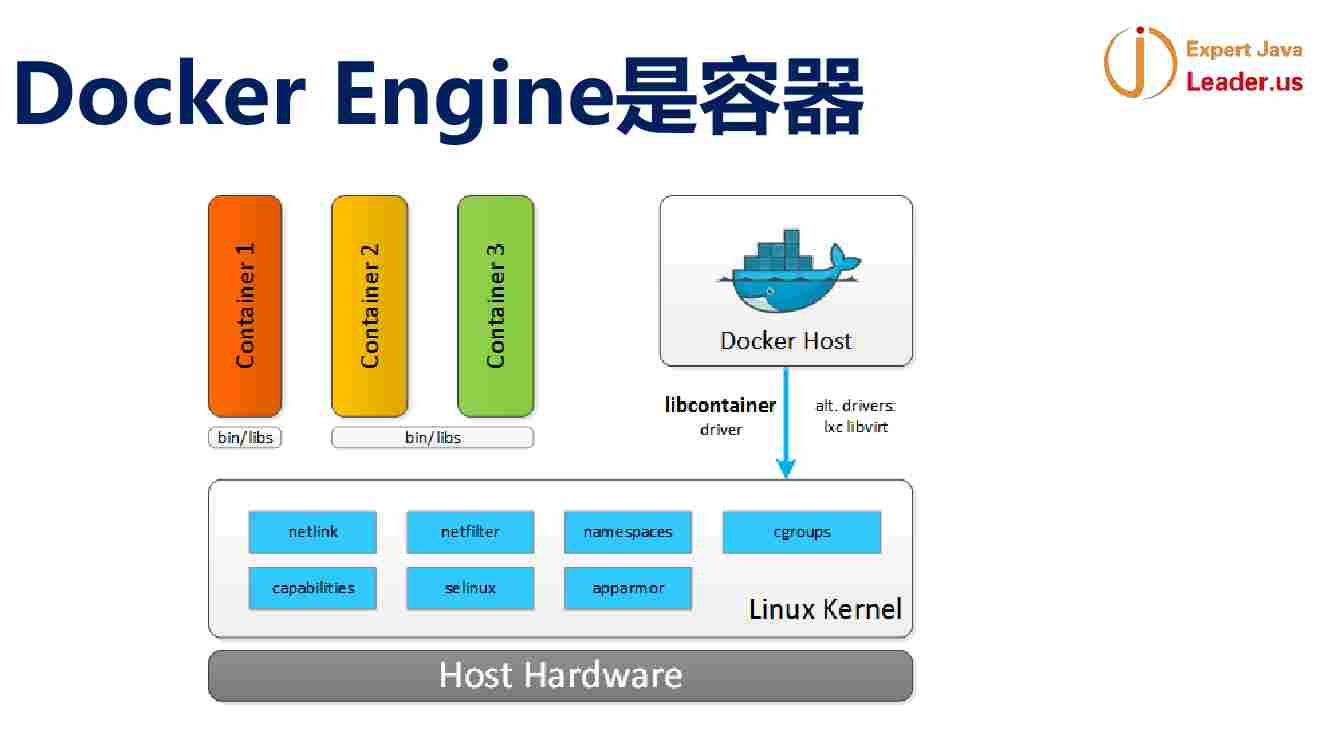 Docker Engine是容器
Expert Java
Leader.us
Container 1
Container 2
Container 3
bin/libs
bin/libs
Docker Host
libcontainer
driver
alt. drivers:
lxc libvirt
netlink
netfilter
namespaces
cgroups
capabilities
selinux
apparmor
Linux Kernel
Host Hardware